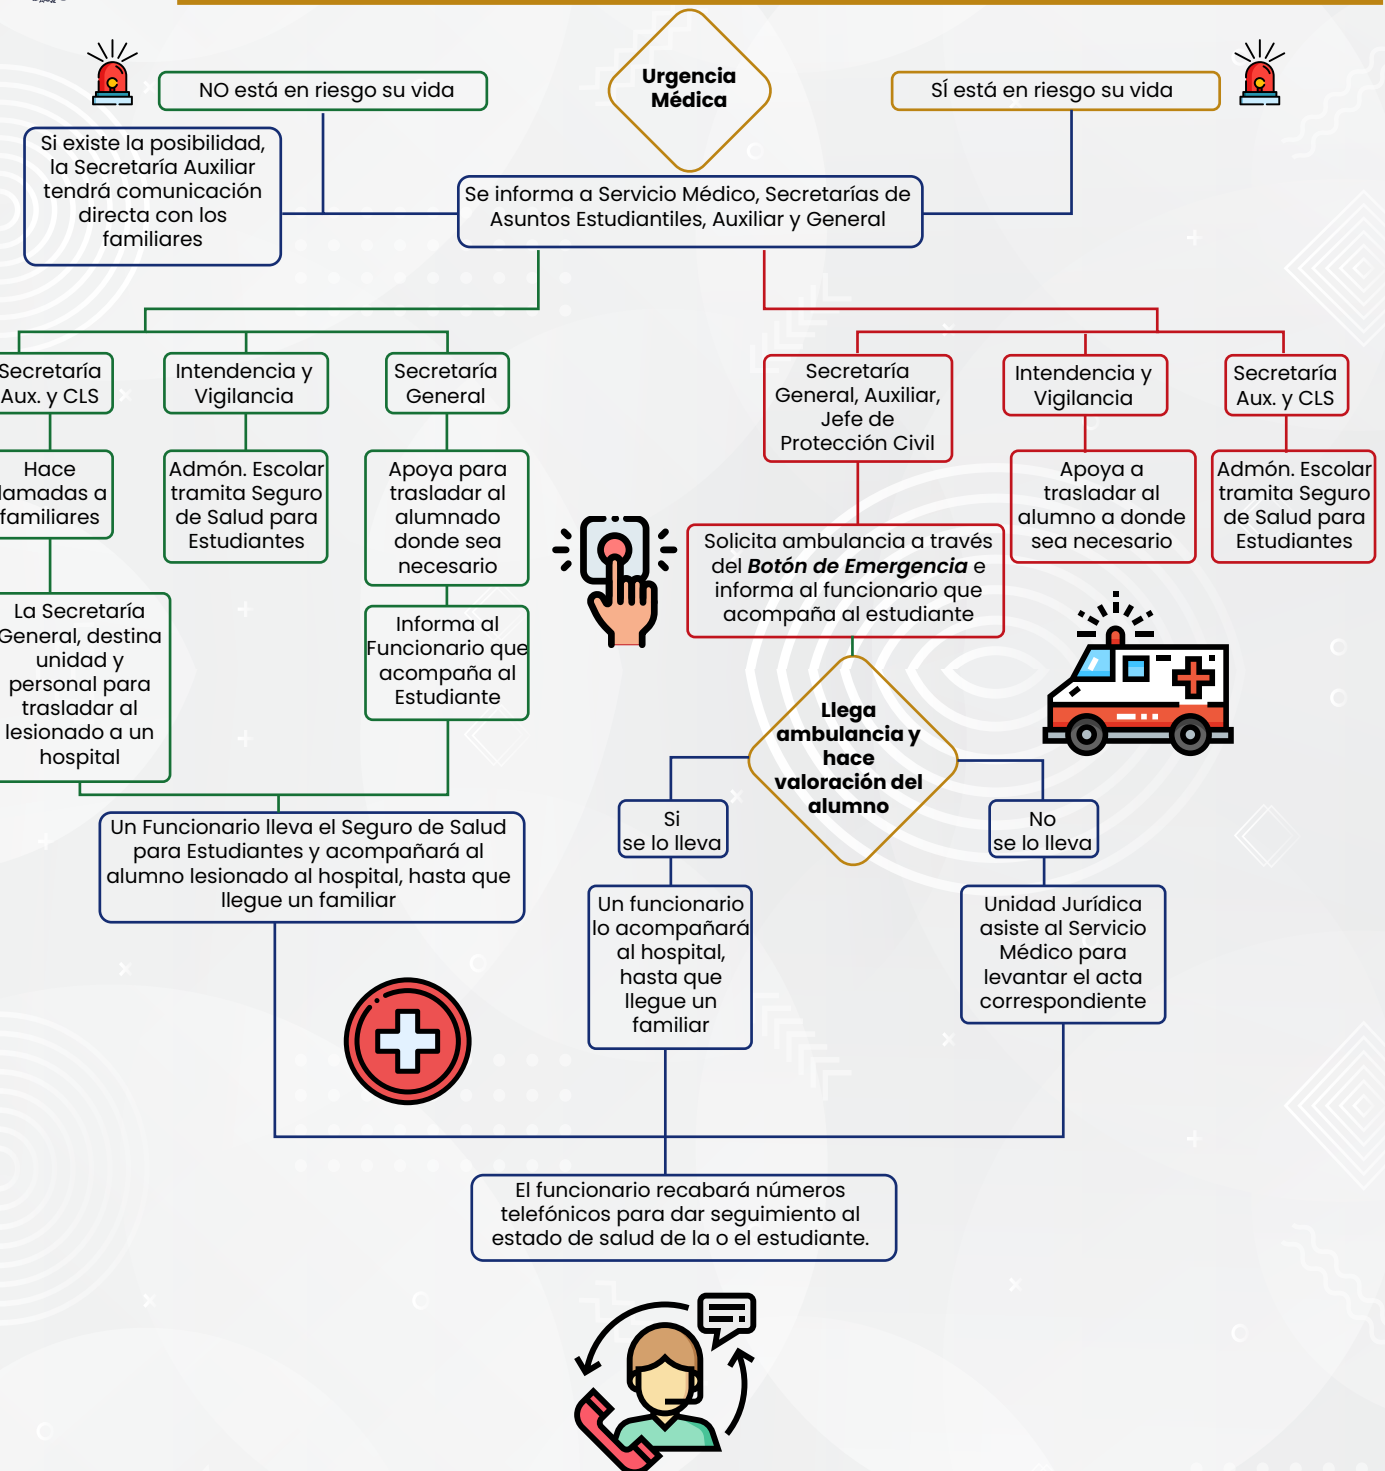 Urgencia
Médica
NO está en riesgo su vida
SÍ está en riesgo su vida
Si existe la posibilidad,
la Secretaría Auxiliar
tendrá comunicación
directa con los
familiares
Se informa a Servicio Médico, Secretarías de
Asuntos Estudiantiles, Auxiliar y General
Secretaría
Aux. y CLS
Hace
llamadas a
familiares
La Secretaría
General, destina
unidad y
personal para
trasladar al
lesionado a un
hospital
Intendencia y
Vigilancia
Admón. Escolar
tramita Seguro
de Salud para
Estudiantes
Secretaría
General
Apoya para
trasladar al
alumnado
donde sea
necesario
Informa al
Funcionario que
acompaña al
Estudiante
Un Funcionario lleva el Seguro de Salud
para Estudiantes y acompañará al
alumno lesionado al hospital, hasta que
llegue un familiar
Secretaría
General, Auxiliar,
Jefe de
Protección Civil
Solicita ambulancia a través
del Botón de Emergencia e
informa al funcionario que
acompaña al estudiante
Intendencia y
Vigilancia
Apoya a
trasladar al
alumno a donde
sea necesario
Secretaría
Aux. y CLS
Admón. Escolar
tramita Seguro
de Salud para
Estudiantes
Llega
ambulancia y
hace
valoración del
alumno
Si
se lo lleva
Un funcionario
lo acompañará
al hospital,
hasta que
llegue un
familiar
No
se lo lleva
Unidad Jurídica
asiste al Servicio
Médico para
levantar el acta
correspondiente
El funcionario recabará números
telefónicos para dar seguimiento al
estado de salud de la o el estudiante.